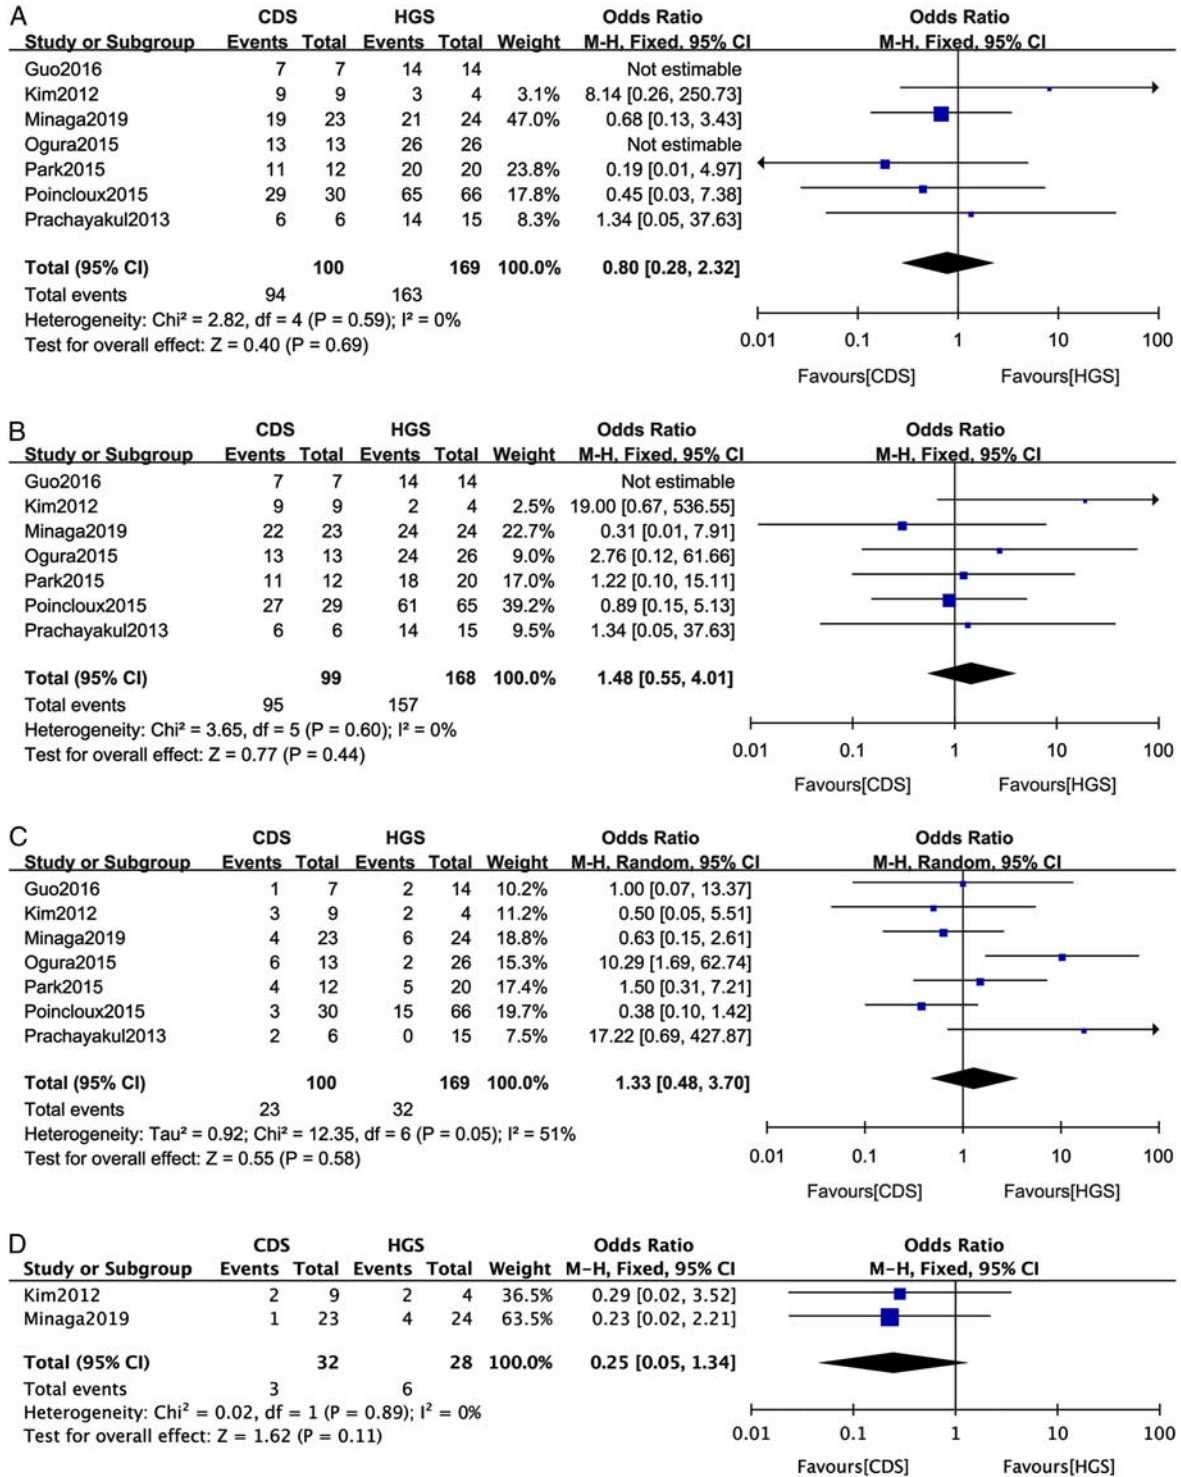 A
CDS HGS Odds Ratio Odds Ratio
Study or Subgroup Events Total Events Total Weight M-H, Fixed, 95% CI M-H, Fixed, 95% CI
Guo2016 7 7 14 14 Not estimable
Kim2012 9 9 3 4 3.1% 8.14 [0.26, 250.73]
Minaga2019 19 23 21 24 47.0% 0.68 [0.13, 3.43]
Ogura2015 13 13 26 26 Not estimable
Park2015 11 12 20 20 23.8% 0.19 [0.01, 4.97]
Poincloux2015 29 30 65 66 17.8% 0.45 [0.03, 7.38]
Prachayakul2013 6 6 14 15 8.3% 1.34 [0.05, 37.63]
Total (95% CI) 100 169 100.0% 0.80 [0.28, 2.32]
Total events 94 163
Heterogeneity: Chi² = 2.82, df = 4 (P = 0.59); I² = 0%
Test for overall effect: Z = 0.40 (P = 0.69)
0.01 0.1 1 10 100
Favours[CDS] Favours[HGS]
B
CDS HGS Odds Ratio Odds Ratio
Study or Subgroup Events Total Events Total Weight M-H, Fixed, 95% CI M-H, Fixed, 95% CI
Guo2016 7 7 14 14 Not estimable
Kim2012 9 9 2 4 2.5% 19.00 [0.67, 536.55]
Minaga2019 22 23 24 24 22.7% 0.31 [0.01, 7.91]
Ogura2015 13 13 24 26 9.0% 2.76 [0.12, 61.66]
Park2015 11 12 18 20 17.0% 1.22 [0.10, 15.11]
Poincloux2015 27 29 61 65 39.2% 0.89 [0.15, 5.13]
Prachayakul2013 6 6 14 15 9.5% 1.34 [0.05, 37.63]
Total (95% CI) 99 168 100.0% 1.48 [0.55, 4.01]
Total events 95 157
Heterogeneity: Chi² = 3.65, df = 5 (P = 0.60); I² = 0%
Test for overall effect: Z = 0.77 (P = 0.44)
0.01 0.1 1 10 100
Favours[CDS] Favours[HGS]
C
CDS HGS Odds Ratio Odds Ratio
Study or Subgroup Events Total Events Total Weight M-H, Random, 95% CI M-H, Random, 95% CI
Guo2016 1 7 2 14 10.2% 1.00 [0.07, 13.37]
Kim2012 3 9 2 4 11.2% 0.50 [0.05, 5.51]
Minaga2019 4 23 6 24 18.8% 0.63 [0.15, 2.61]
Ogura2015 6 13 2 26 15.3% 10.29 [1.69, 62.74]
Park2015 4 12 5 20 17.4% 1.50 [0.31, 7.21]
Poincloux2015 3 30 15 66 19.7% 0.38 [0.10, 1.42]
Prachayakul2013 2 6 0 15 7.5% 17.22 [0.69, 427.87]
Total (95% CI) 100 169 100.0% 1.33 [0.48, 3.70]
Total events 23 32
Heterogeneity: Tau² = 0.92; Chi² = 12.35, df = 6 (P = 0.05); I² = 51%
Test for overall effect: Z = 0.55 (P = 0.58)
0.01 0.1 1 10 100
Favours[CDS] Favours[HGS]
D
CDS HGS Odds Ratio Odds Ratio
Study or Subgroup Events Total Events Total Weight M-H, Fixed, 95% CI M-H, Fixed, 95% CI
Kim2012 2 9 2 4 36.5% 0.29 [0.02, 3.52]
Minaga2019 1 23 4 24 63.5% 0.23 [0.02, 2.21]
Total (95% CI) 32 28 100.0% 0.25 [0.05, 1.34]
Total events 3 6
Heterogeneity: Chi² = 0.02, df = 1 (P = 0.89); I² = 0%
Test for overall effect: Z = 1.62 (P = 0.11)
0.01 0.1 1 10 100
Favours[CDS] Favours[HGS]